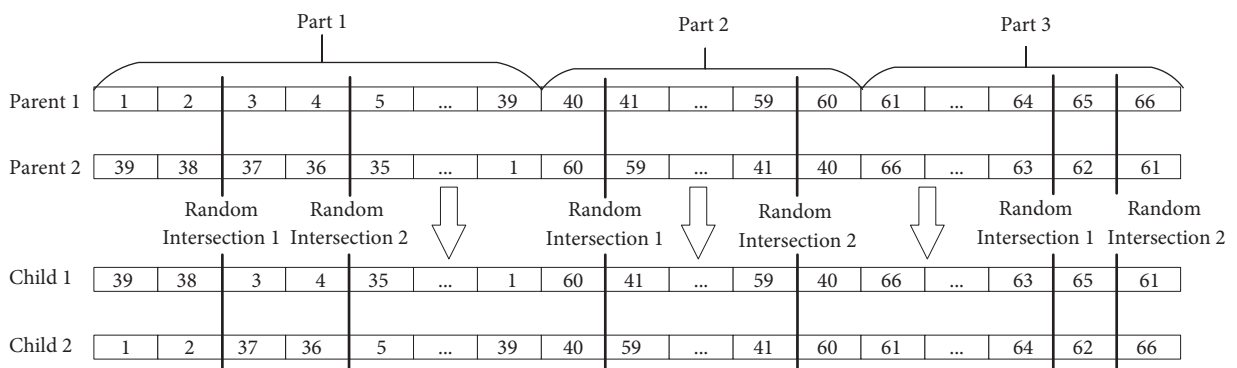 Part 1 Part 2 Part 3
Parent 1 1 2 3 4 5 ... 39 40 41 ... 59 60 61 ... 64 65 66
Parent 2 39 38 37 36 35 ... 1 60 59 ... 41 40 66 ... 63 62 61
Random Random Random Random Random Random
Intersection 1 Intersection 2 Intersection 1 Intersection 2 Intersection 1 Intersection 2
Child 1 39 38 3 4 35 ... 1 60 41 ... 59 40 66 ... 63 65 61
Child 2 1 2 37 36 5 ... 39 40 59 ... 41 60 61 ... 64 62 66